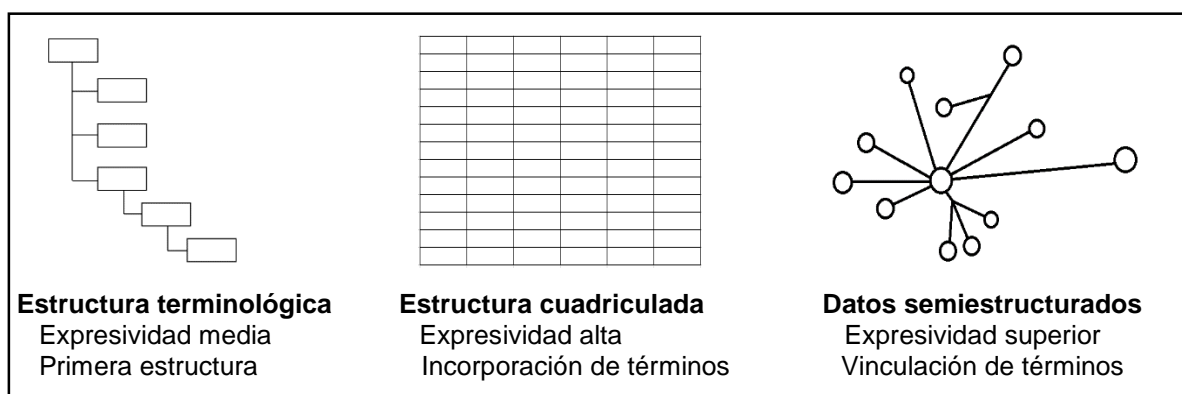 Estructura terminológica
Expresividad media
Primera estructura
Estructura cuadriculada
Expresividad alta
Incorporación de términos
Datos semiestructurados
Expresividad superior
Vinculación de términos